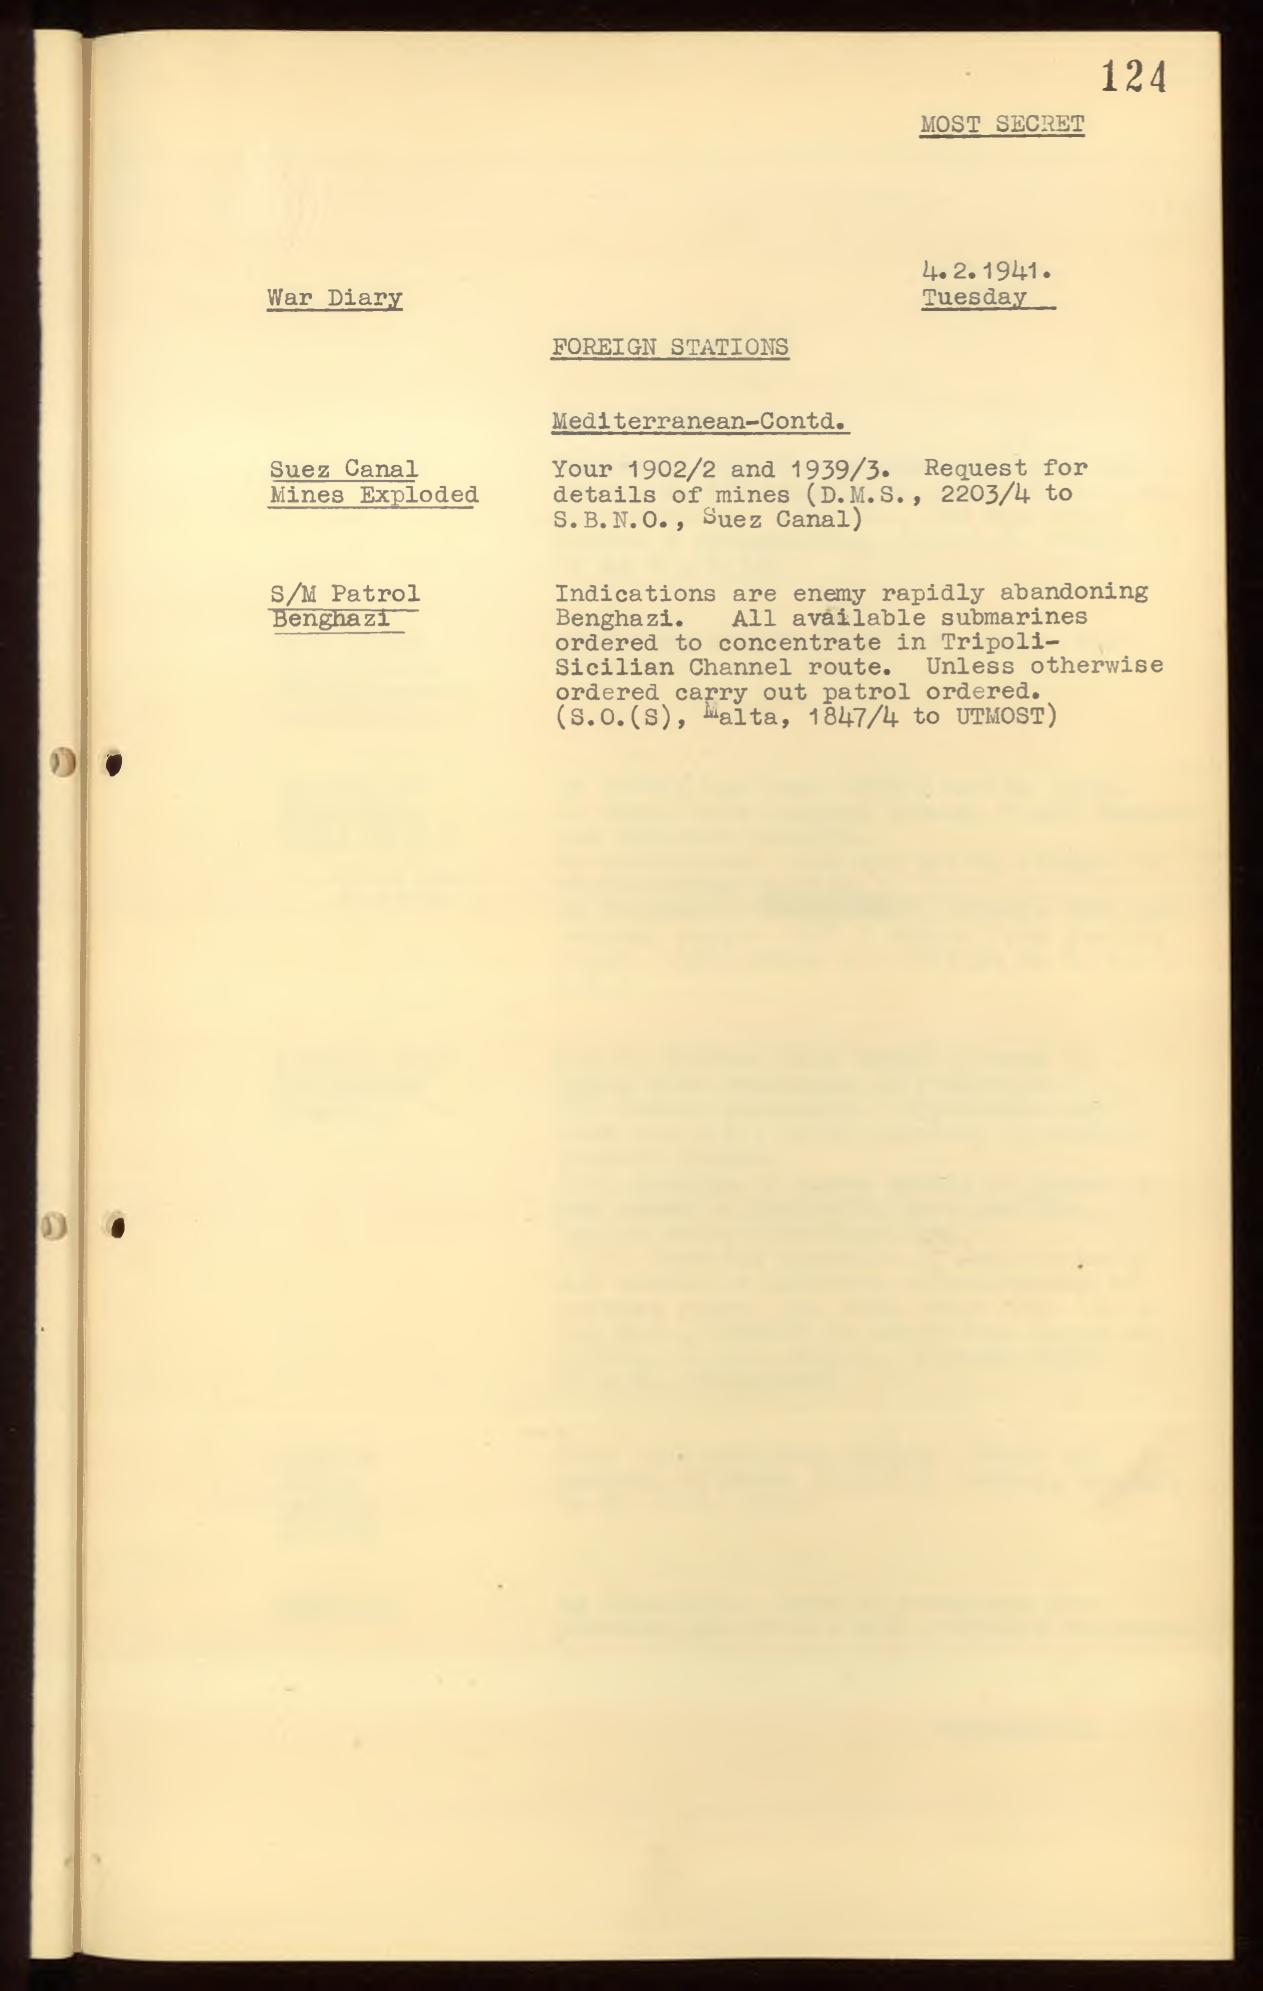 124
MOST SECRET
4.2.1941.
War Diary
Tuesday
FOREIGN STATIONS
Mediterranean-Contd.
Suez Canal
Mines Exploded
Your 1902/2 and 1939/3. Request for
details of mines (D.M.S., 2203/4 to
S.B.N.O., Suez Canal)
S/M Patrol
Benghazi
Indications are enemy rapidly abandoning
Benghazi. All available submarines
ordered to concentrate in Tripoli-
Sicilian Channel route. Unless otherwise
ordered carry out patrol ordered.
(S.O.(S), Malta, 1847/4 to UTMOST)